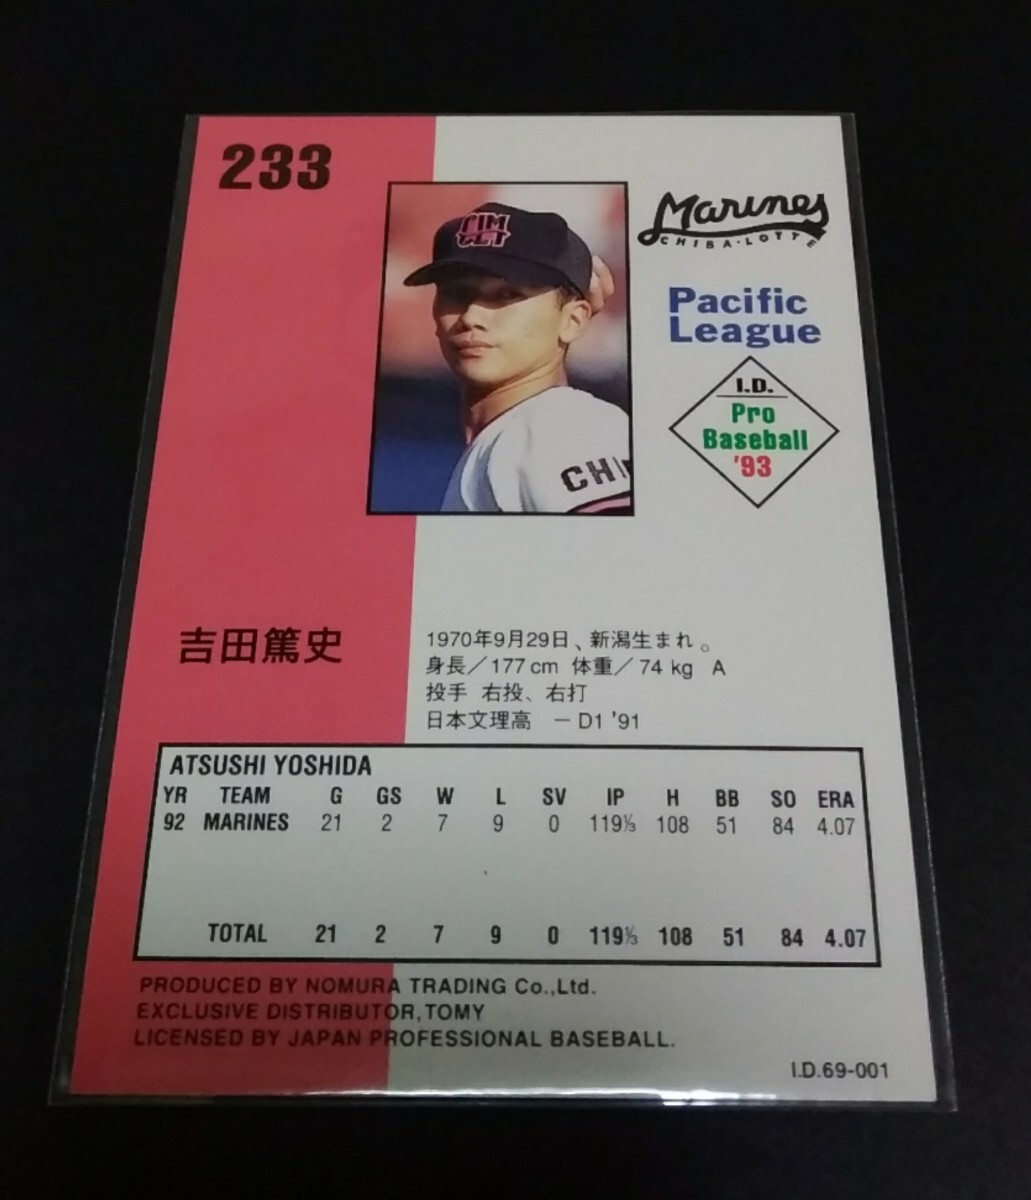 233
Marines
CHIBA·LOTTE
Pacific
League
I.D.
Pro
Baseball
'93
CHI
吉田篤史
1970年9月29日、新潟生まれ。
身長/177cm 体重/74kg A
投手 右投、右打
日本文理高 －D1 '91
ATSUSHI YOSHIDA
YR TEAM G GS W L SV IP H BB SO ERA
92 MARINES 21 2 7 9 0 119⅓ 108 51 84 4.07
TOTAL 21 2 7 9 0 119⅓ 108 51 84 4.07
PRODUCED BY NOMURA TRADING Co.,Ltd.
EXCLUSIVE DISTRIBUTOR,TOMY
LICENSED BY JAPAN PROFESSIONAL BASEBALL.
I.D.69-001